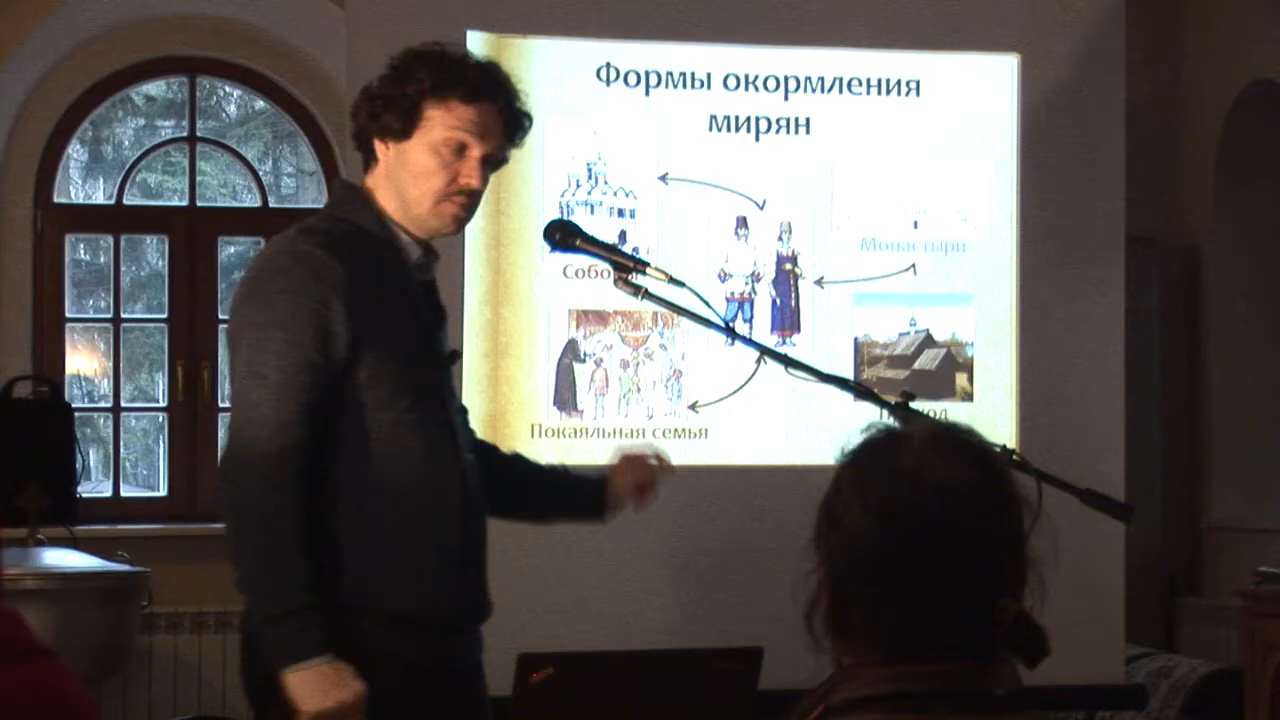 Формы окормления
мирян
Монастыри
Покаяльная семья